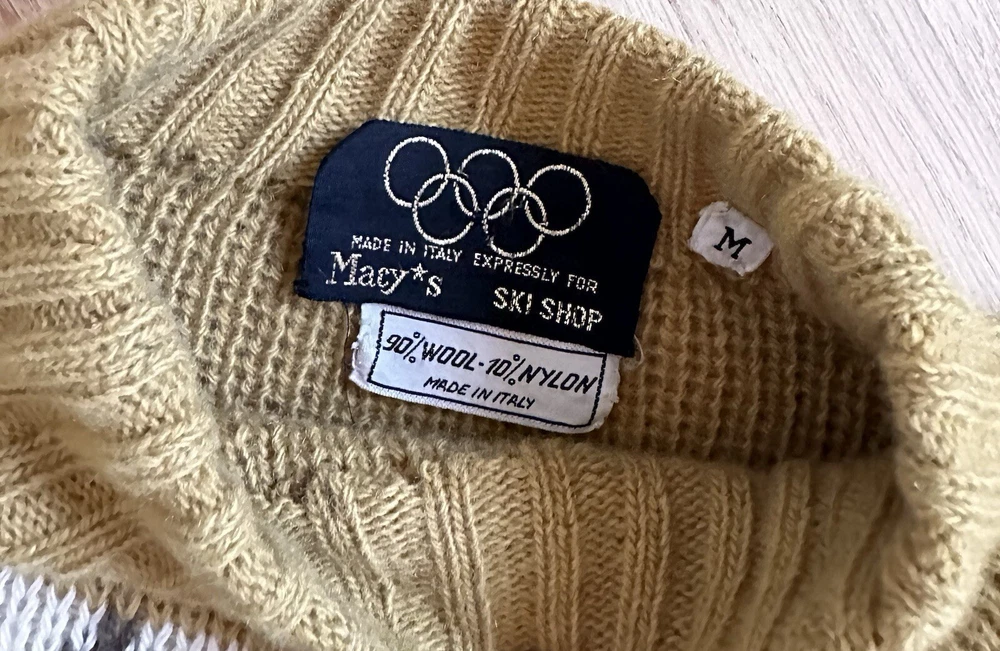 MADE IN ITALY EXPRESSLY FOR
Macy*s SKI SHOP
M
90% WOOL-10% NYLON
MADE IN ITALY